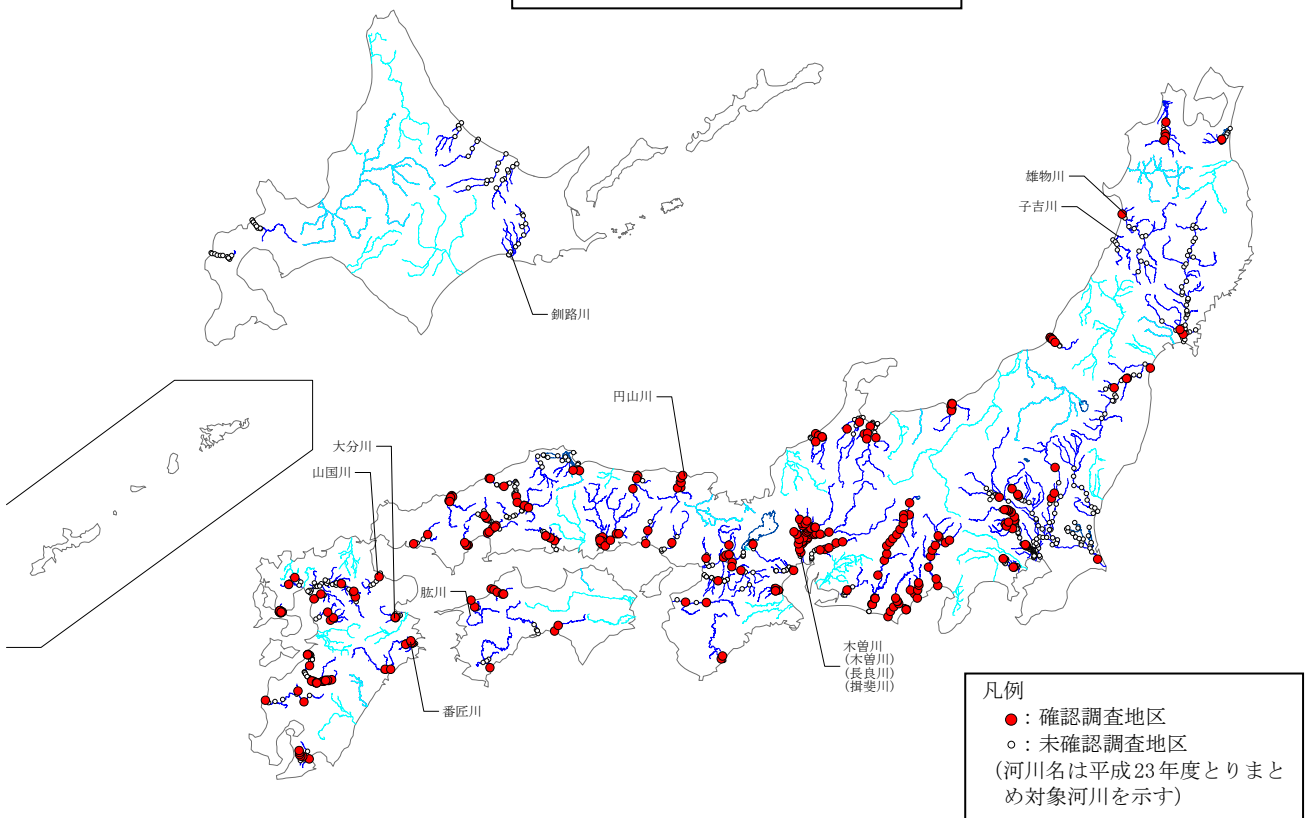 雄物川
子吉川
釧路川
円山川
大分川
山国川
肱川
木曽川
(木曽川)
(長良川)
(揖斐川)
番匠川
凡例
：確認調査地区
：未確認調査地区
(河川名は平成23年度とりまと
め対象河川を示す)